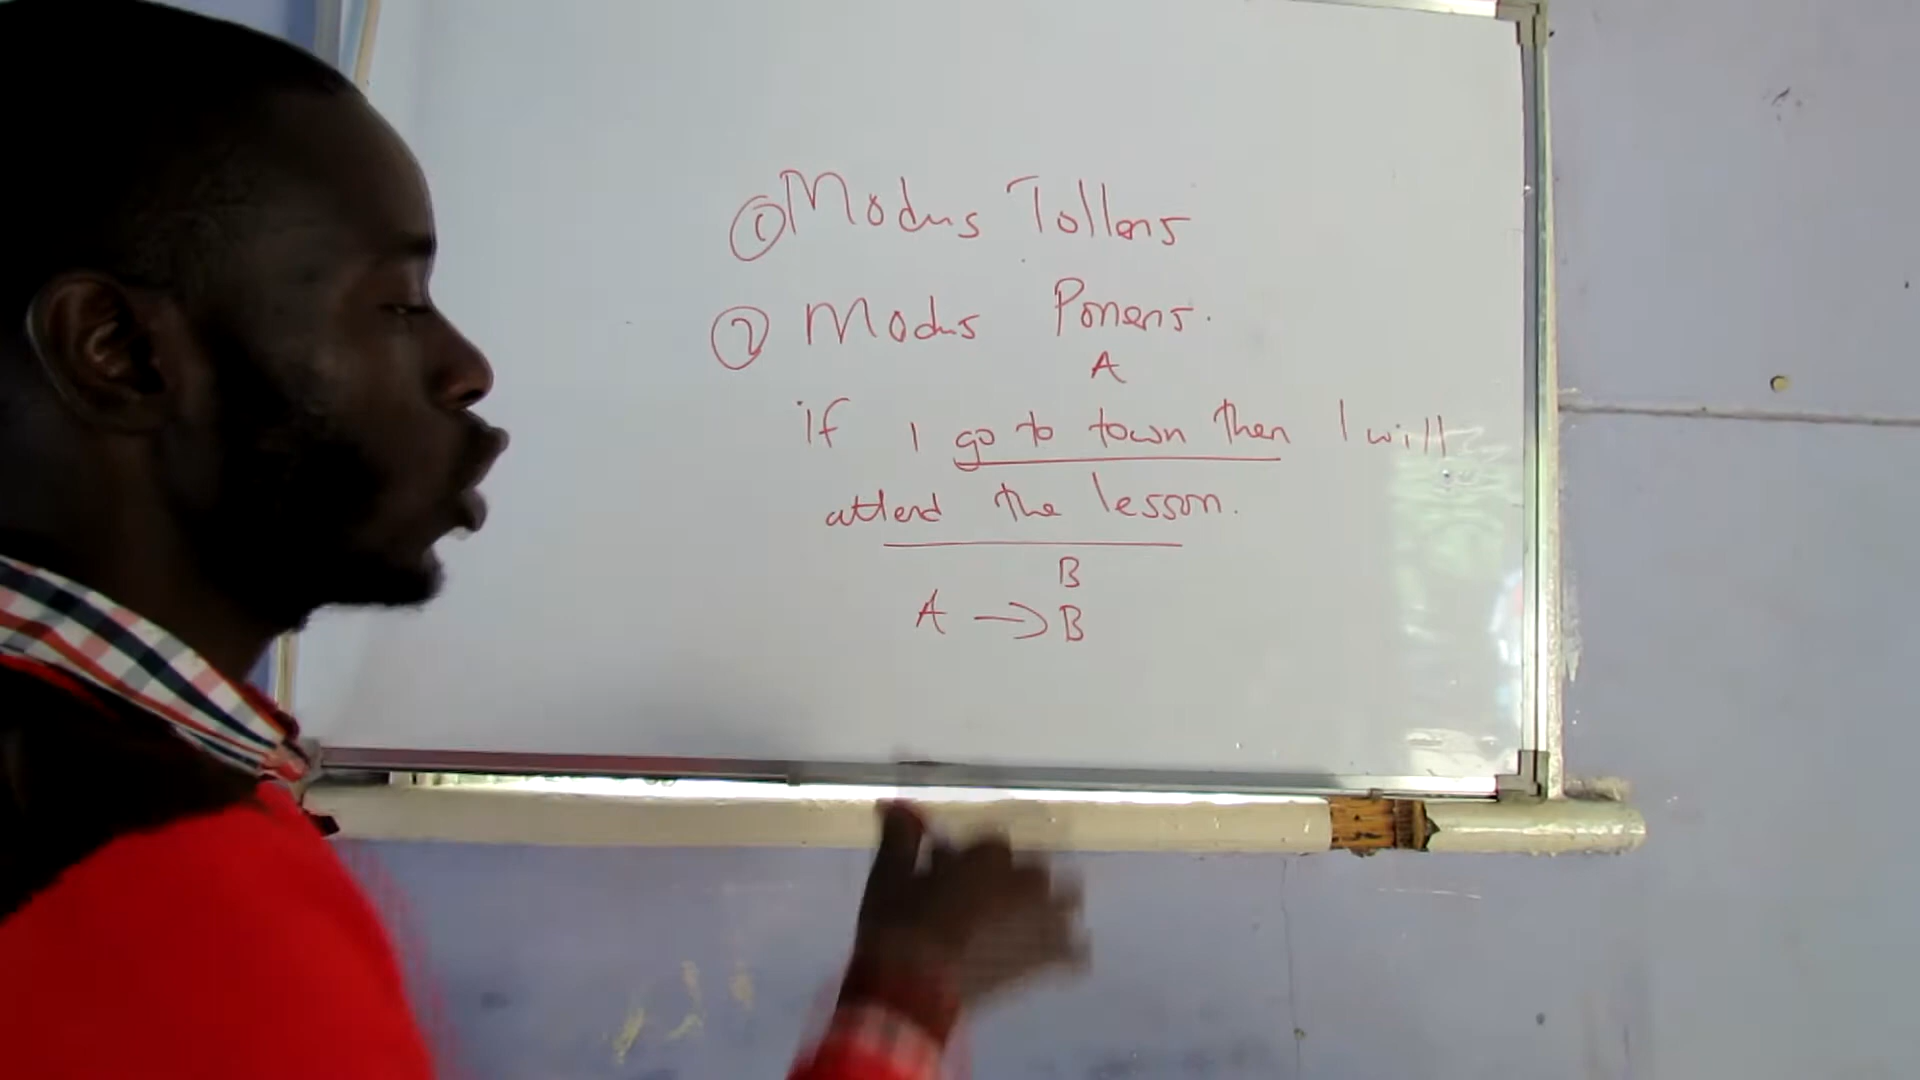 ① Modus Tollens
② Modus Ponens.
A
if I go to town then I will
attend the lesson.
B
A → B